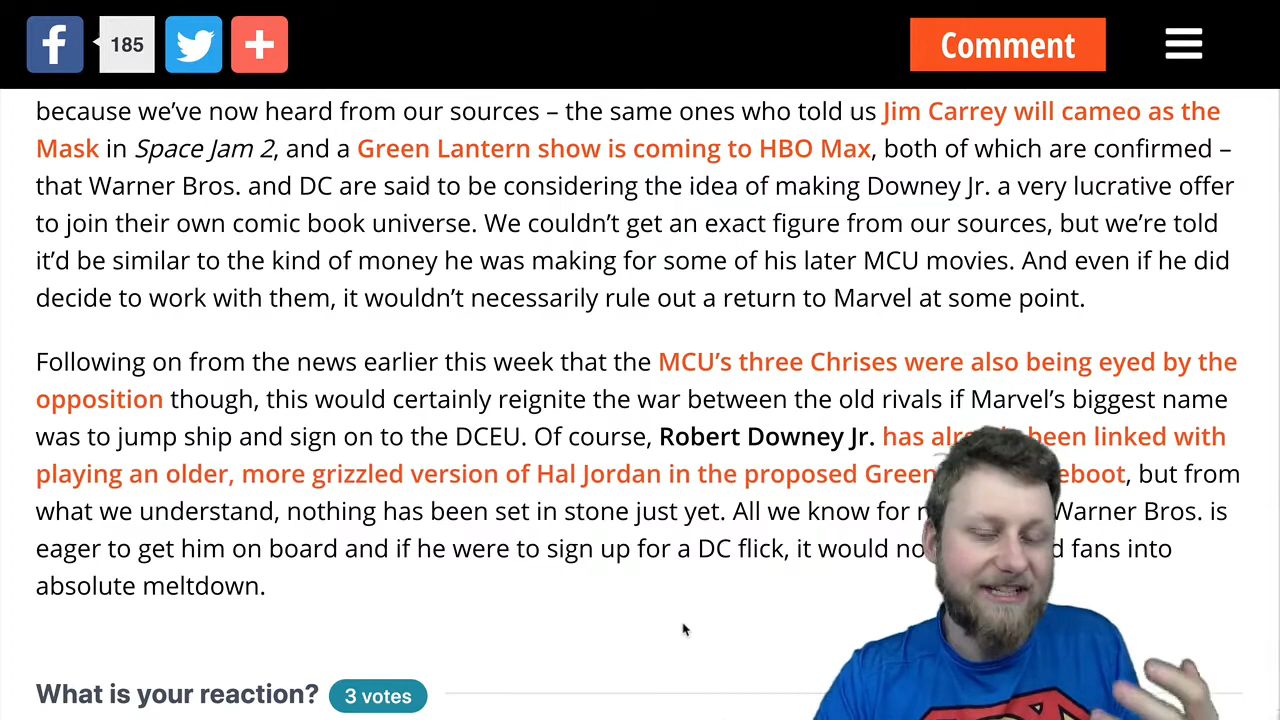 185
Comment
because we’ve now heard from our sources – the same ones who told us Jim Carrey will cameo as the
Mask in Space Jam 2, and a Green Lantern show is coming to HBO Max, both of which are confirmed –
that Warner Bros. and DC are said to be considering the idea of making Downey Jr. a very lucrative offer
to join their own comic book universe. We couldn’t get an exact figure from our sources, but we’re told
it’d be similar to the kind of money he was making for some of his later MCU movies. And even if he did
decide to work with them, it wouldn’t necessarily rule out a return to Marvel at some point.
Following on from the news earlier this week that the MCU’s three Chrises were also being eyed by the
opposition though, this would certainly reignite the war between the old rivals if Marvel’s biggest name
was to jump ship and sign on to the DCEU. Of course, Robert Downey Jr. has already been linked with
playing an older, more grizzled version of Hal Jordan in the proposed Green reboot, but from
what we understand, nothing has been set in stone just yet. All we know for Warner Bros. is
eager to get him on board and if he were to sign up for a DC flick, it would fans into
absolute meltdown.
What is your reaction? 3 votes